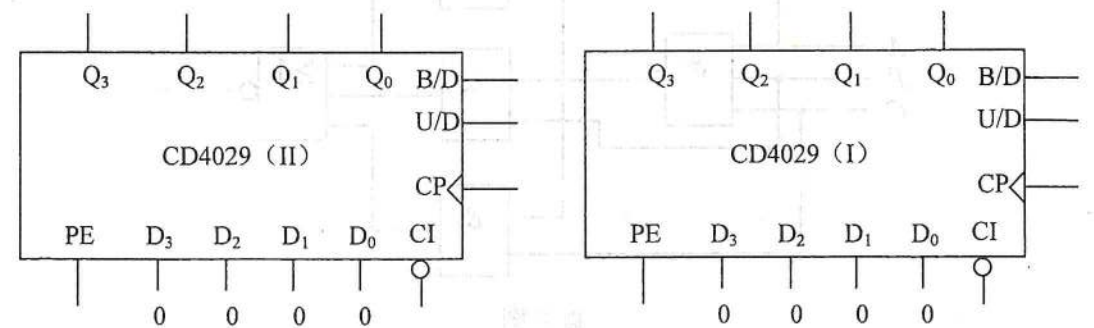 Q₃ Q₂ Q₁ Q₀ B/D
U/D
CD4029（II）
CP
PE D₃ D₂ D₁ D₀ CI
0 0 0 0
Q₃ Q₂ Q₁ Q₀ B/D
U/D
CD4029（I）
CP
PE D₃ D₂ D₁ D₀ CI
0 0 0 0